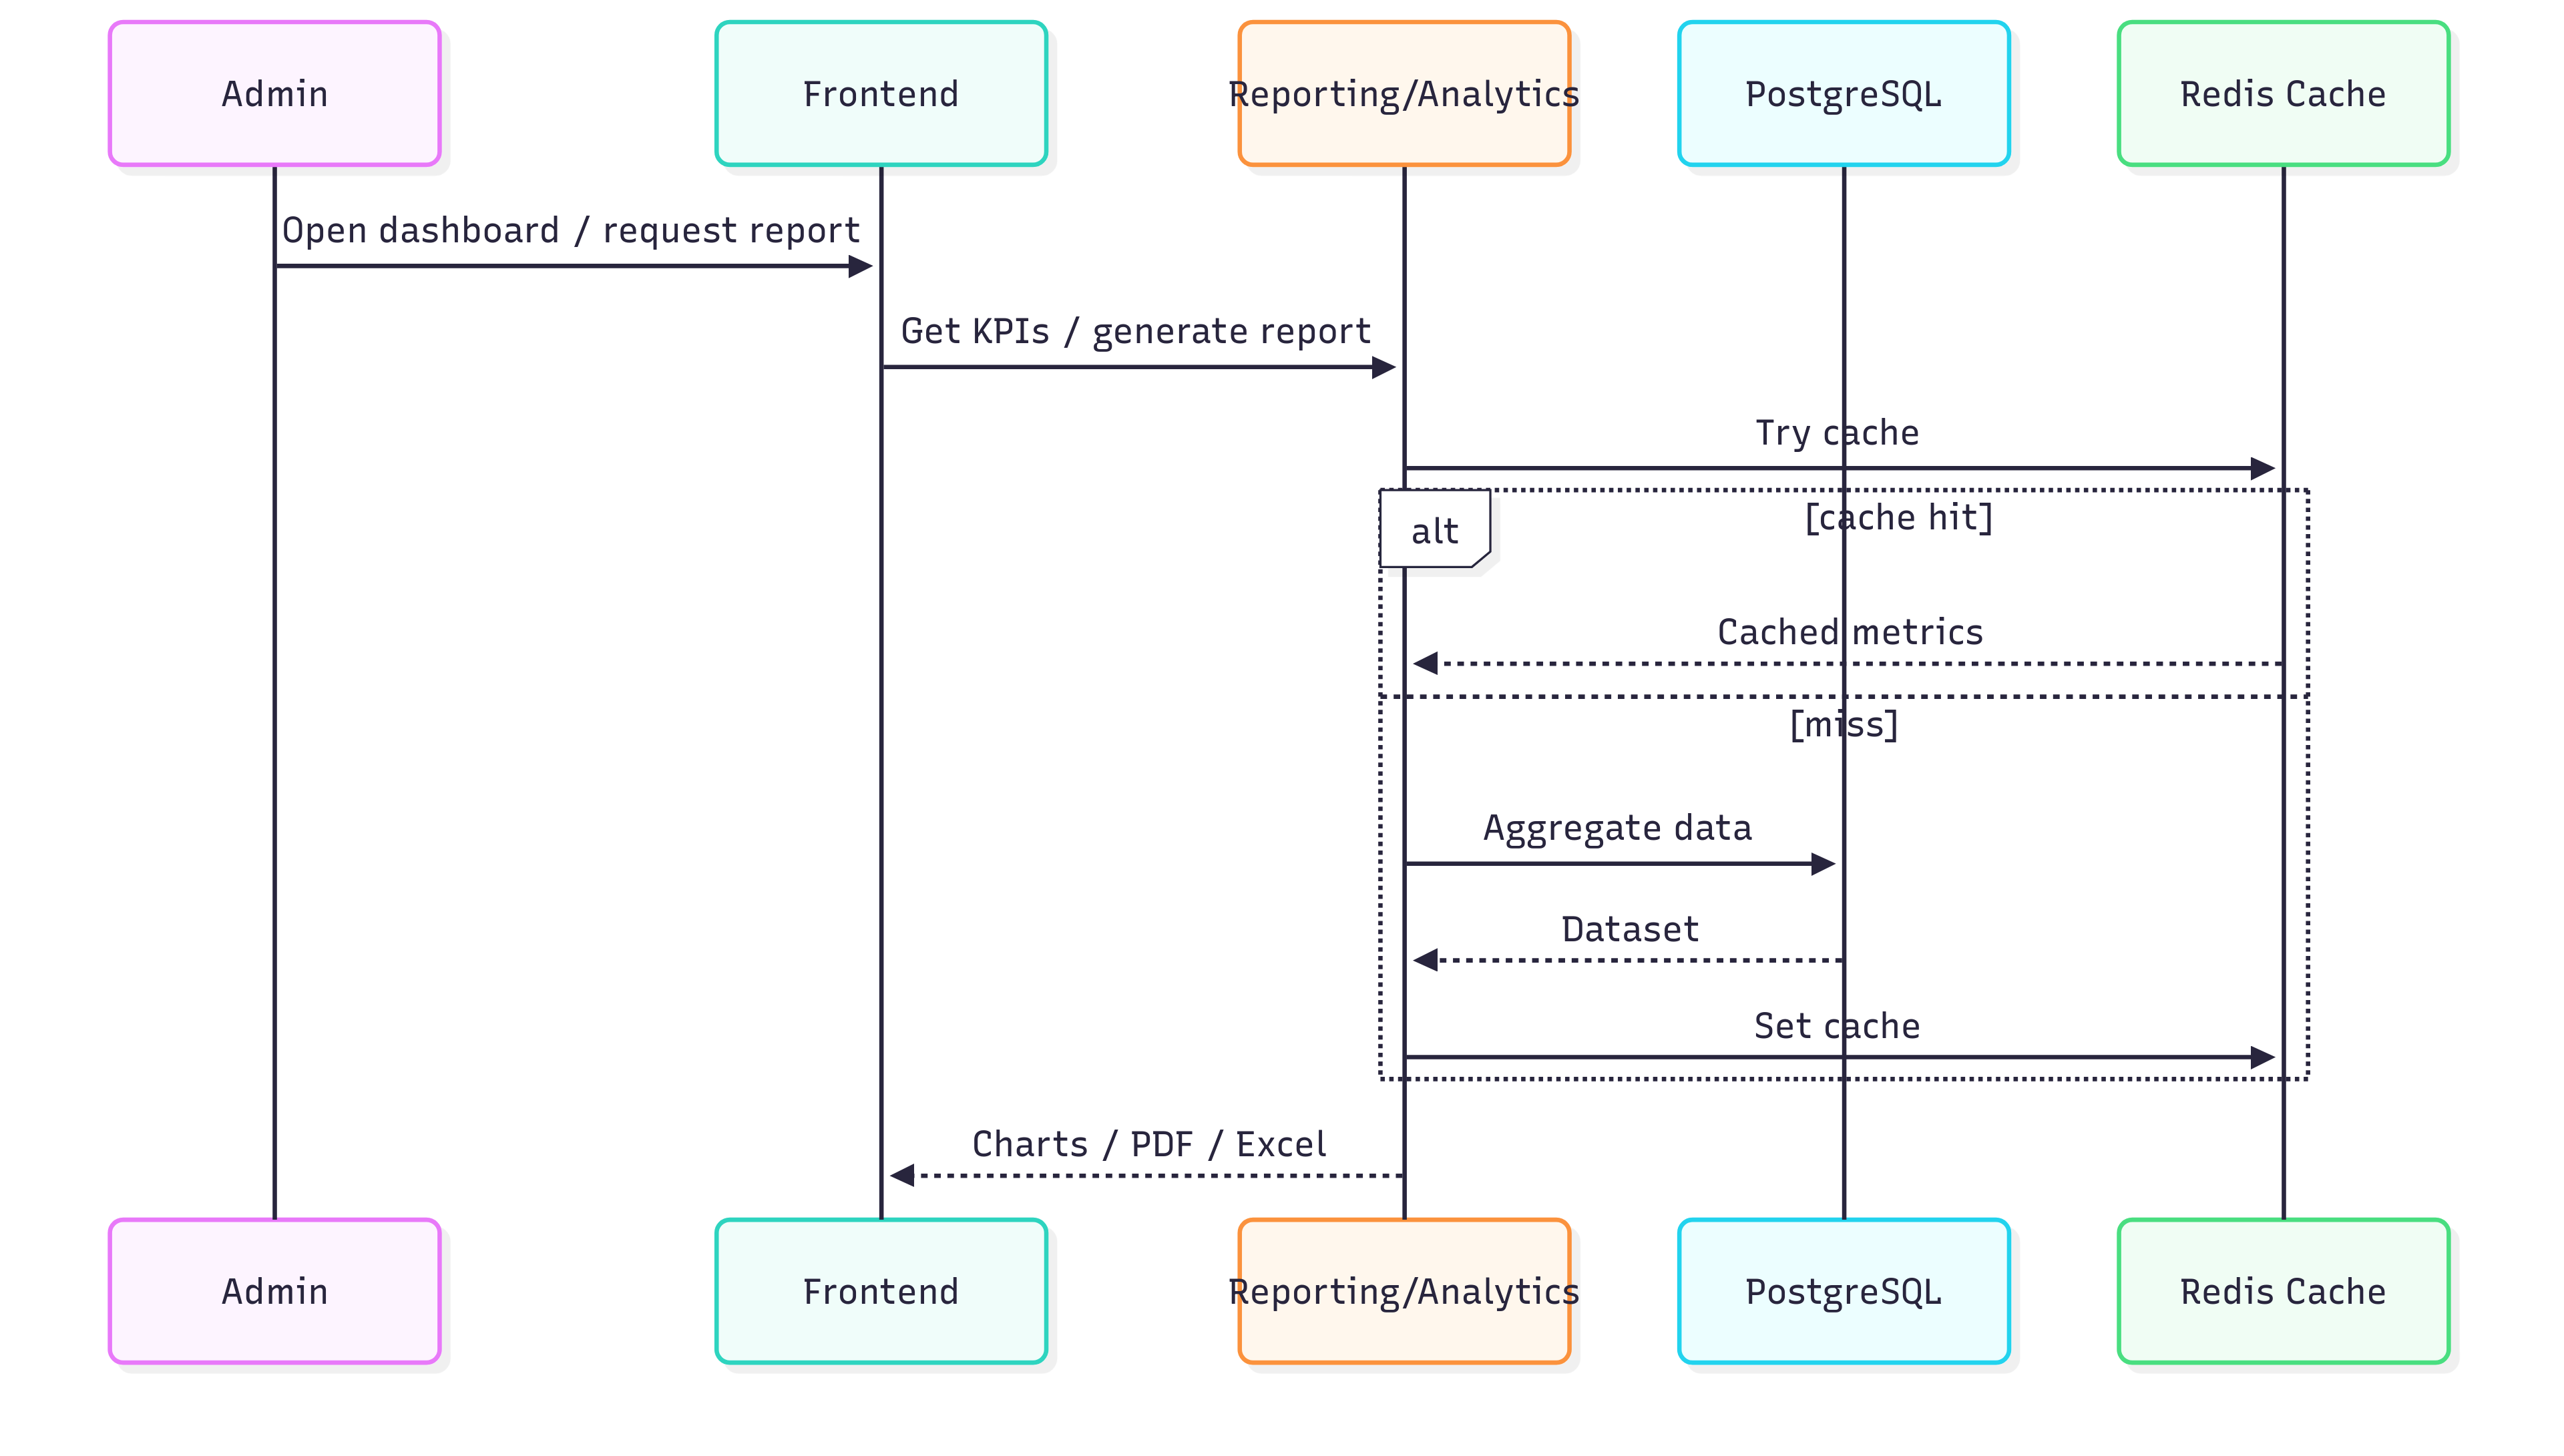 Admin
Frontend
Reporting/Analytics
PostgreSQL
Redis Cache
Open dashboard / request report
Get KPIs / generate report
Try cache
alt
[cache hit]
Cached metrics
[miss]
Aggregate data
Dataset
Set cache
Charts / PDF / Excel
Admin
Frontend
Reporting/Analytics
PostgreSQL
Redis Cache